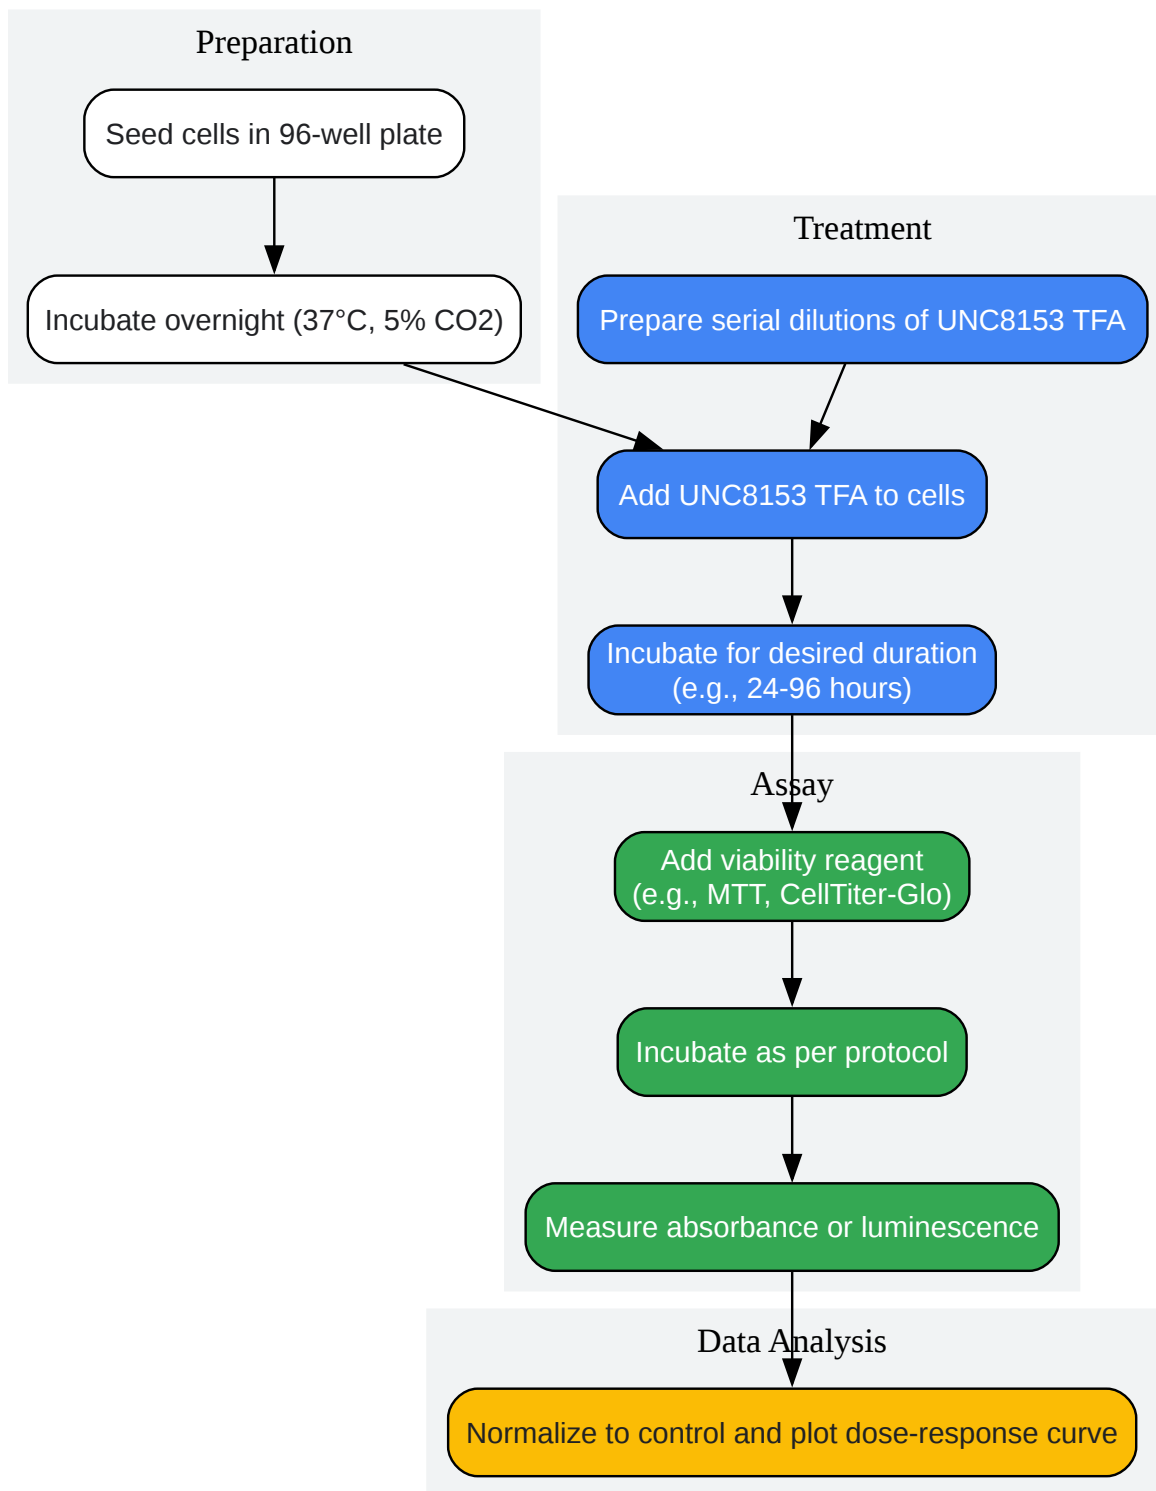 Preparation
Seed cells in 96-well plate
Incubate overnight (37°C, 5% CO2)
Treatment
Prepare serial dilutions of UNC8153 TFA
Add UNC8153 TFA to cells
Incubate for desired duration
(e.g., 24-96 hours)
Assay
Add viability reagent
(e.g., MTT, CellTiter-Glo)
Incubate as per protocol
Measure absorbance or luminescence
Data Analysis
Normalize to control and plot dose-response curve